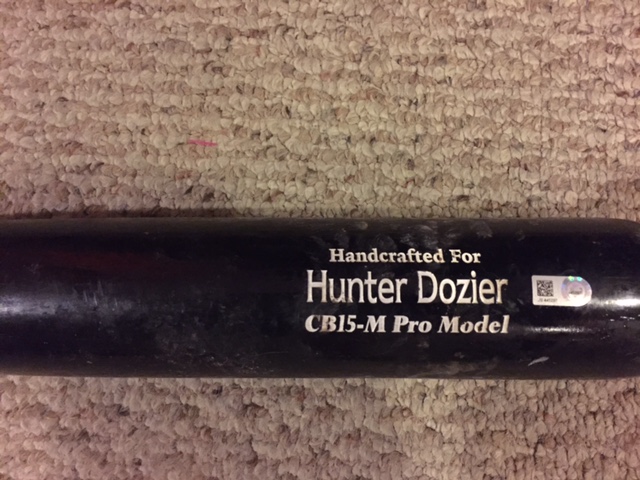 Handcrafted For
Hunter Dozier
CB15-M Pro Model